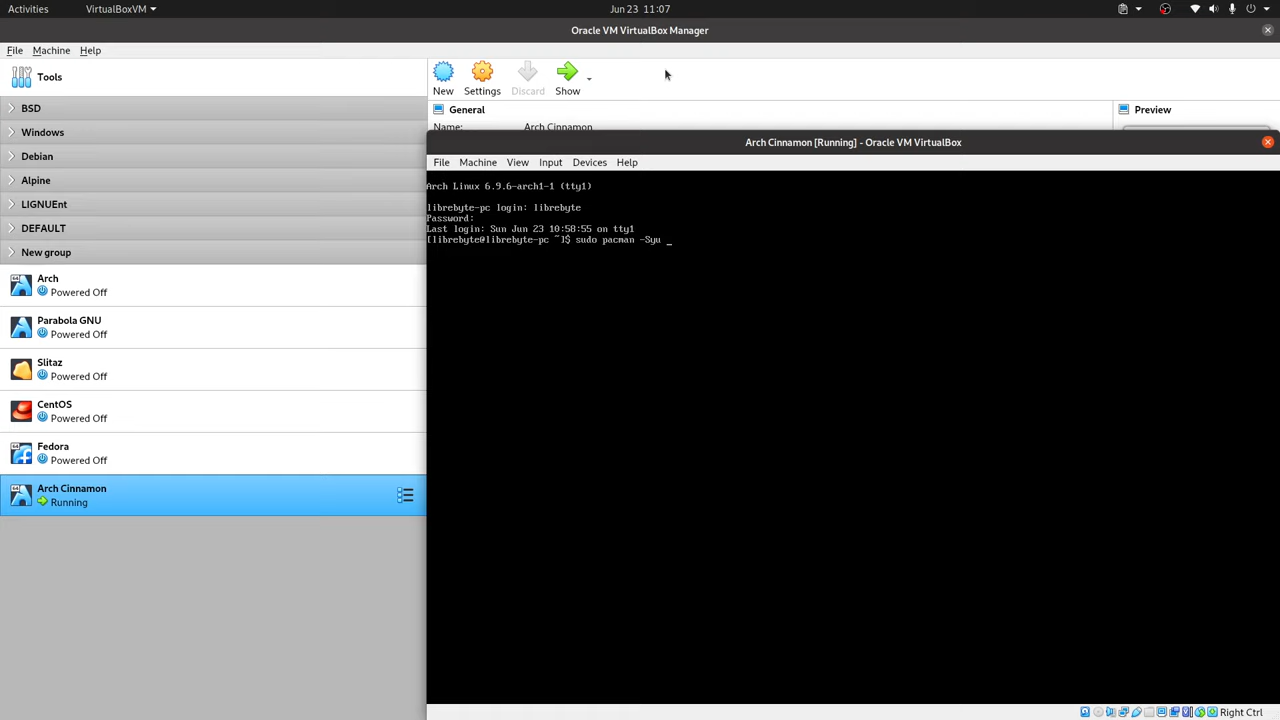 Activities
VirtualBoxVM
Jun 23 11:07
Oracle VM VirtualBox Manager
File Machine Help
Tools
New
Settings
Discard
Show
BSD
Windows
Debian
Alpine
LIGNUEnt
DEFAULT
New group
Arch
Powered Off
Parabola GNU
Powered Off
Slitaz
Powered Off
CentOS
Powered Off
Fedora
Powered Off
Arch Cinnamon
Running
General
Name: Arch Cinnamon
Preview
Arch Cinnamon [Running] - Oracle VM VirtualBox
File Machine View Input Devices Help
Arch Linux 6.9.6-arch1-1 (tty1)
librebyte-pc login: librebyte
Password:
Last login: Sun Jun 23 10:58:55 on tty1
[librebyte@librebyte-pc ~]$ sudo pacman -Syu _
Right Ctrl